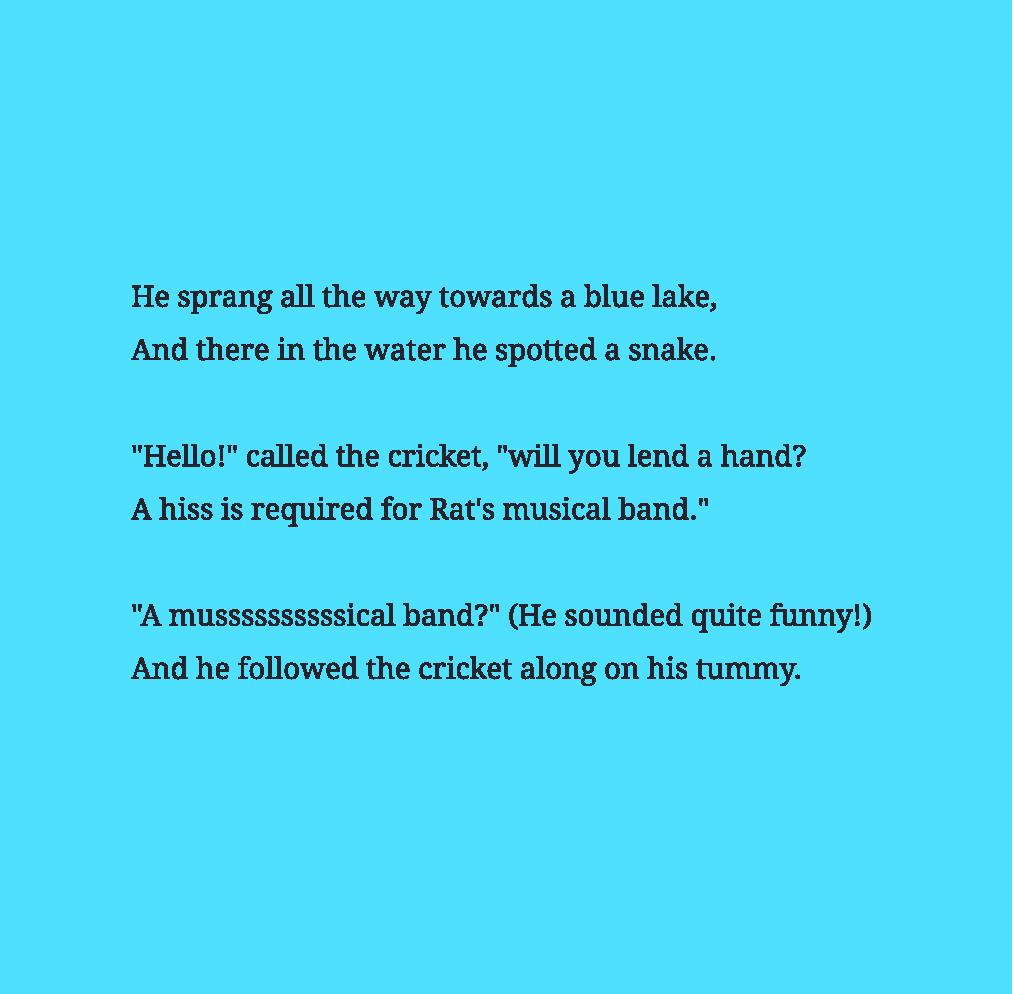 He sprang all the way towards a blue lake,
And there in the water he spotted a snake.
"Hello!" called the cricket, "will you lend a hand?
A hiss is required for Rat's musical band."
"A mussssssssssical band?" (He sounded quite funny!)
And he followed the cricket along on his tummy.